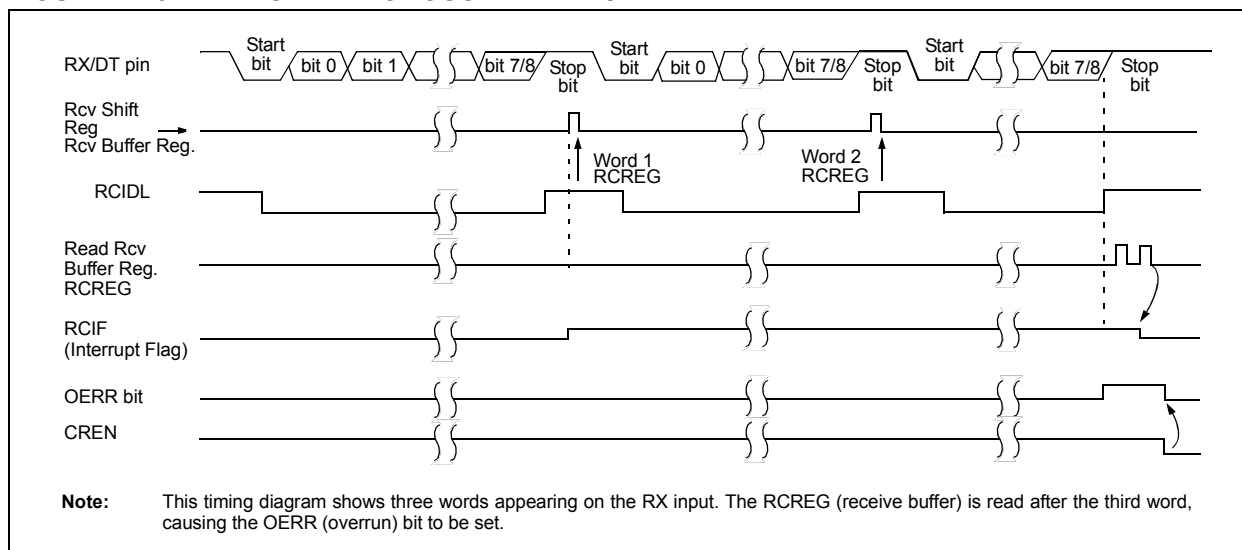 RX/DT pin
Start bit
bit 0
bit 1
bit 7/8
Stop bit
Start bit
bit 0
bit 7/8
Stop bit
Start bit
bit 7/8
Stop bit
Rcv Shift
Reg
Rcv Buffer Reg.
Word 1
RCREG
Word 2
RCREG
RCIDL
Read Rcv
Buffer Reg.
RCREG
RCIF
(Interrupt Flag)
OERR bit
CREN
Note: This timing diagram shows three words appearing on the RX input. The RCREG (receive buffer) is read after the third word,
causing the OERR (overrun) bit to be set.